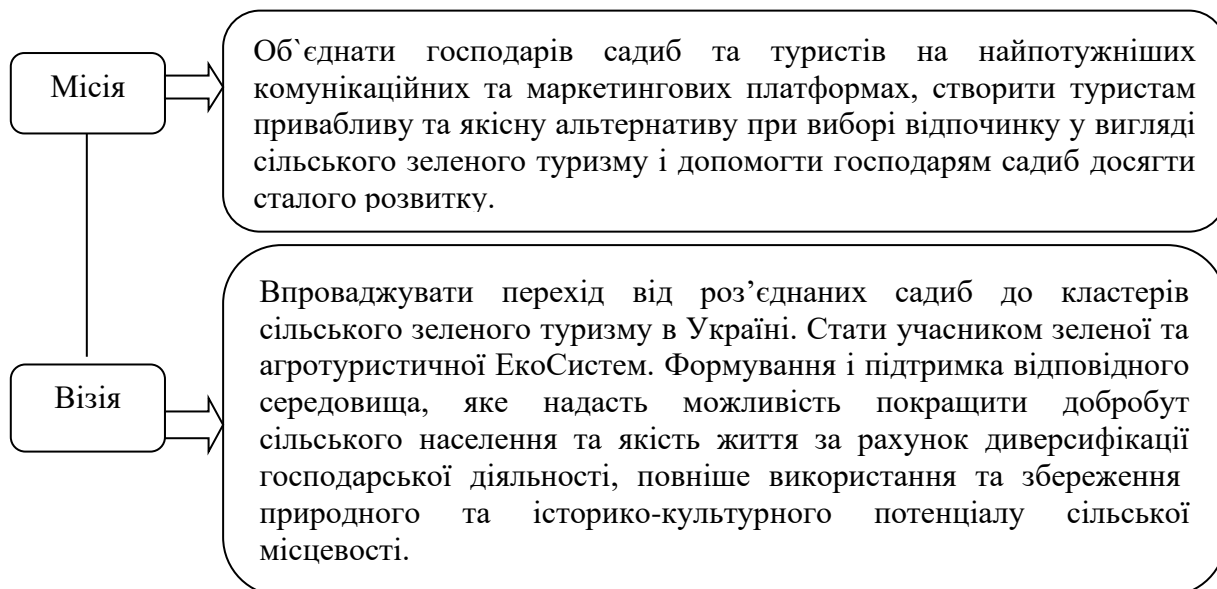 Місія
Об`єднати господарів садиб та туристів на найпотужніших
комунікаційних та маркетингових платформах, створити туристам
привабливу та якісну альтернативу при виборі відпочинку у вигляді
сільського зеленого туризму і допомогти господарям садиб досягти
сталого розвитку.
Візія
Впроваджувати перехід від роз’єднаних садиб до кластерів
сільського зеленого туризму в Україні. Стати учасником зеленої та
агротуристичної ЕкоСистем. Формування і підтримка відповідного
середовища, яке надасть можливість покращити добробут
сільського населення та якість життя за рахунок диверсифікації
господарської діяльності, повніше використання та збереження
природного та історико-культурного потенціалу сільської
місцевості.